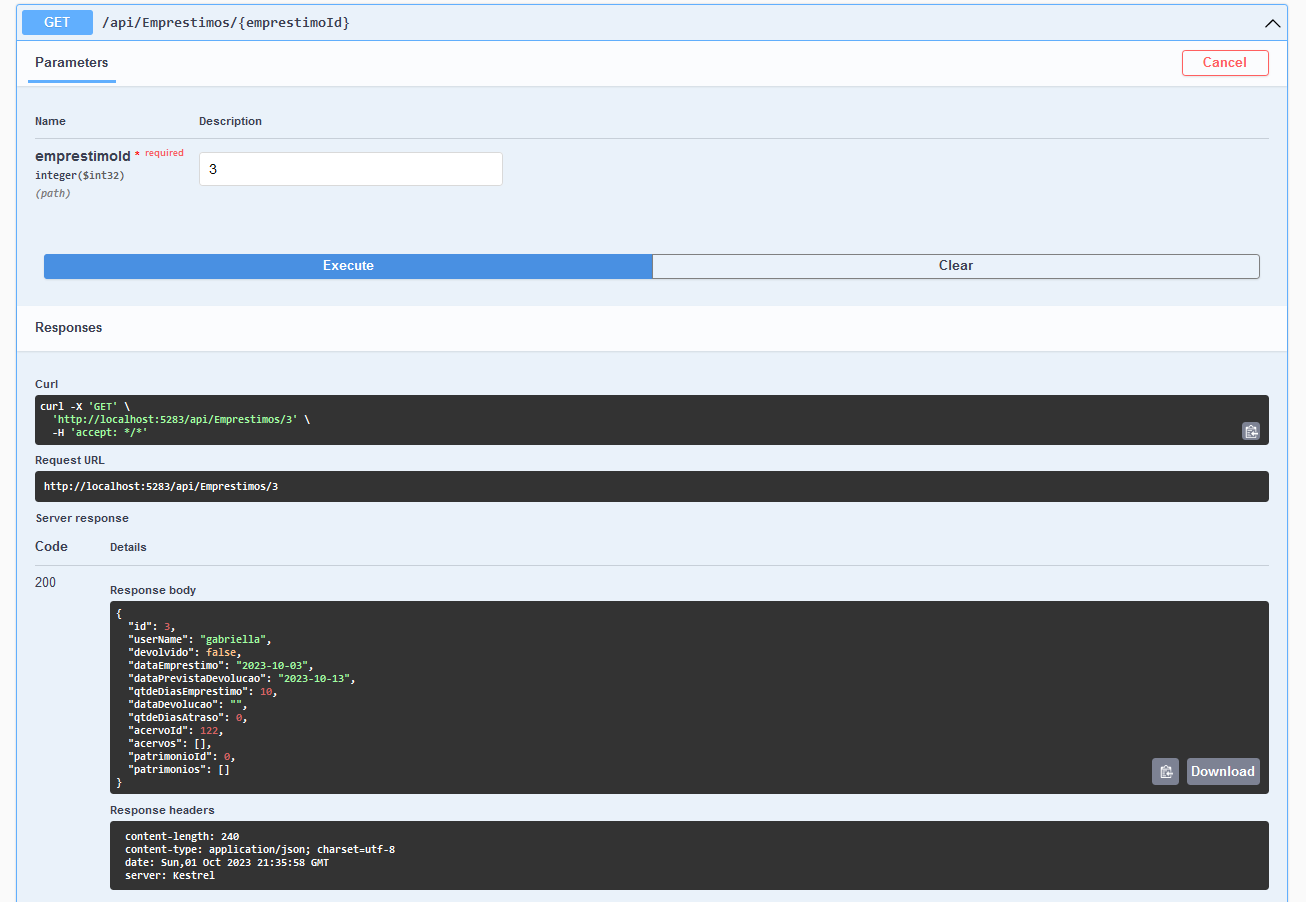 GET /api/Emprestimos/{emprestimoId}
Parameters
Cancel
Name Description
emprestimoId * required
integer($int32)
(path)
3
Execute Clear
Responses
Curl
curl -X 'GET' \
  'http://localhost:5283/api/Emprestimos/3' \
  -H 'accept: */*'
Request URL
http://localhost:5283/api/Emprestimos/3
Server response
Code Details
200
Response body
{
  "id": 3,
  "userName": "gabriella",
  "devolvido": false,
  "dataEmprestimo": "2023-10-03",
  "dataPrevistaDevolucao": "2023-10-13",
  "qtdeDiasEmprestimo": 10,
  "dataDevolucao": "",
  "qtdeDiasAtraso": 0,
  "acervoId": 122,
  "acervos": [],
  "patrimonioId": 0,
  "patrimonios": []
}
Download
Response headers
content-length: 240
content-type: application/json; charset=utf-8
date: Sun,01 Oct 2023 21:35:58 GMT
server: Kestrel